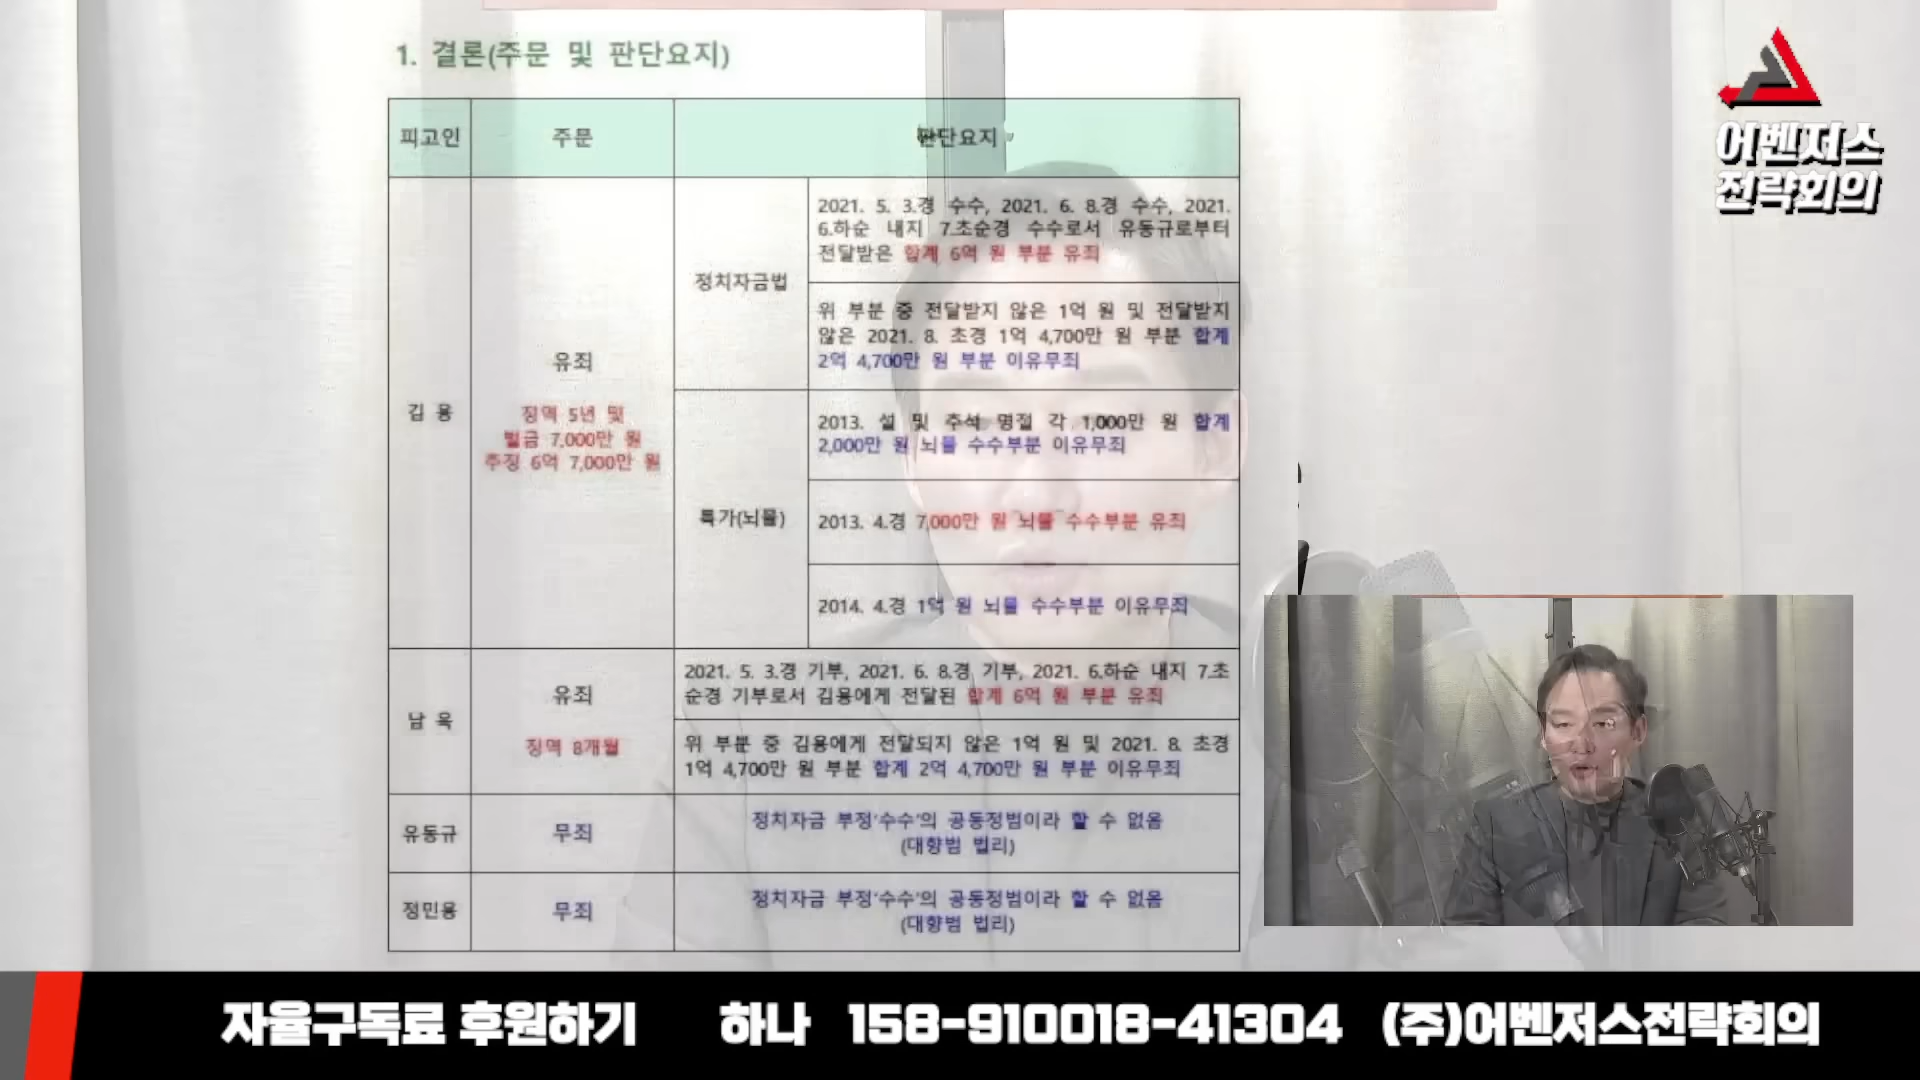 1. 결론(주문 및 판단요지)
피고인
주문
판단요지
김 용
유죄
징역 5년 및
벌금 7,000만 원
추징 6억 7,000만 원
정치자금법
2021. 5. 3.경 수수, 2021. 6. 8.경 수수, 2021.
6.하순 내지 7.초순경 수수로서 유동규로부터
전달받은 합계 6억 원 부분 유죄
위 부분 중 전달받지 않은 1억 원 및 전달받지
않은 2021. 8. 초경 1억 4,700만 원 부분 합계
2억 4,700만 원 부분 이유무죄
특가(뇌물)
2013. 설 및 추석 명절 각 1,000만 원 합계
2,000만 원 뇌물 수수부분 이유무죄
2013. 4.경 7,000만 원 뇌물 수수부분 유죄
2014. 4.경 1억 원 뇌물 수수부분 이유무죄
남 욱
유죄
징역 8개월
2021. 5. 3.경 기부, 2021. 6. 8.경 기부, 2021. 6.하순 내지 7.초
순경 기부로서 김용에게 전달된 합계 6억 원 부분 유죄
위 부분 중 김용에게 전달되지 않은 1억 원 및 2021. 8. 초경
1억 4,700만 원 부분 합계 2억 4,700만 원 부분 이유무죄
유동규
무죄
정치자금 부정'수수'의 공동정범이라 할 수 없음
(대향범 법리)
정민용
무죄
정치자금 부정'수수'의 공동정범이라 할 수 없음
(대향범 법리)
어벤저스
전략회의
자율구독료 후원하기 하나 158-910018-41304 (주)어벤저스전략회의